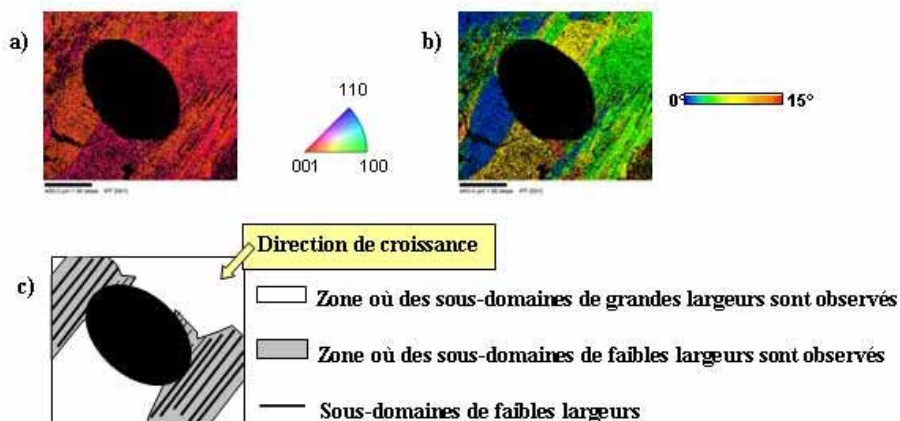 a)
b)
110
001
100
0°
15°
Direction de croissance
c)
Zone où des sous-domaines de grandes largeurs sont observés
Zone où des sous-domaines de faibles largeurs sont observés
Sous-domaines de faibles largeurs